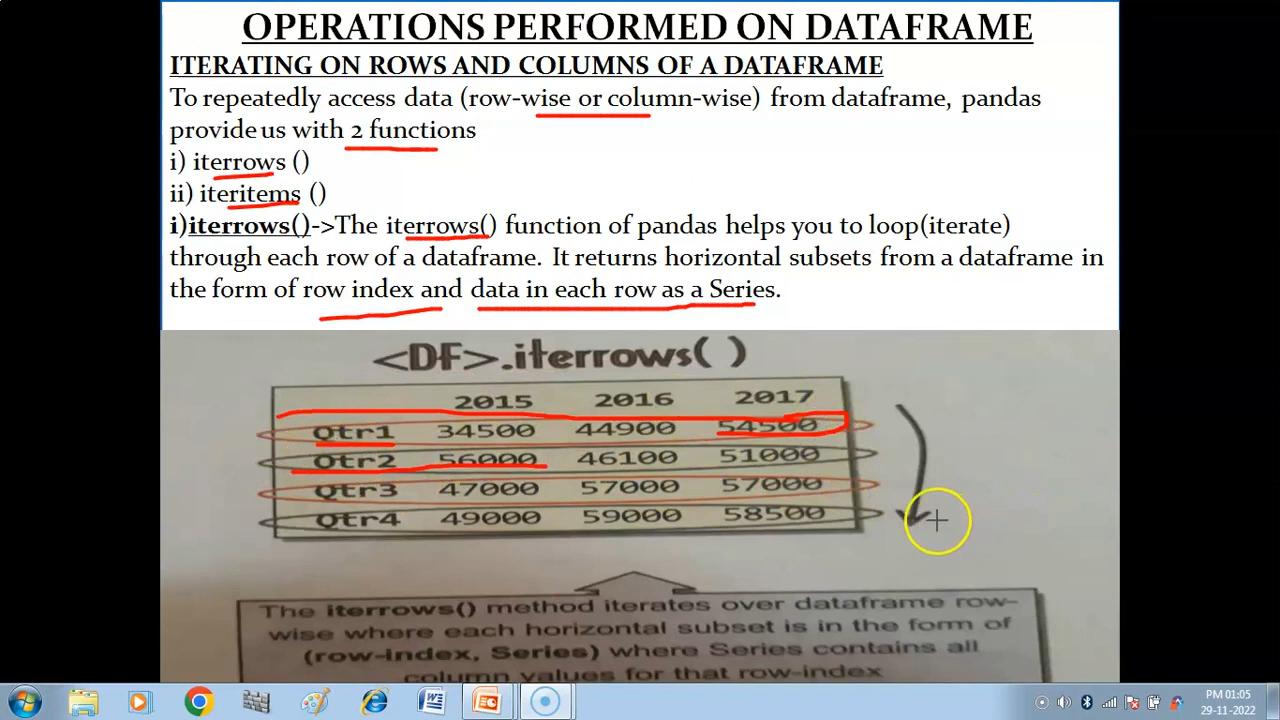 OPERATIONS PERFORMED ON DATAFRAME
ITERATING ON ROWS AND COLUMNS OF A DATAFRAME
To repeatedly access data (row-wise or column-wise) from dataframe, pandas
provide us with 2 functions
i) iterrows ()
ii) iteritems ()
i)iterrows()->The iterrows() function of pandas helps you to loop(iterate)
through each row of a dataframe. It returns horizontal subsets from a dataframe in
the form of row index and data in each row as a Series.
<DF>.iterrows( )
2015 2016 2017
Qtr1 34500 44900 54500
Qtr2 56000 46100 51000
Qtr3 47000 57000 57000
Qtr4 49000 59000 58500
The iterrows() method iterates over dataframe row-
wise where each horizontal subset is in the form of
(row-index, Series) where Series contains all
column values for that row-index
PM 01:05
29-11-2022